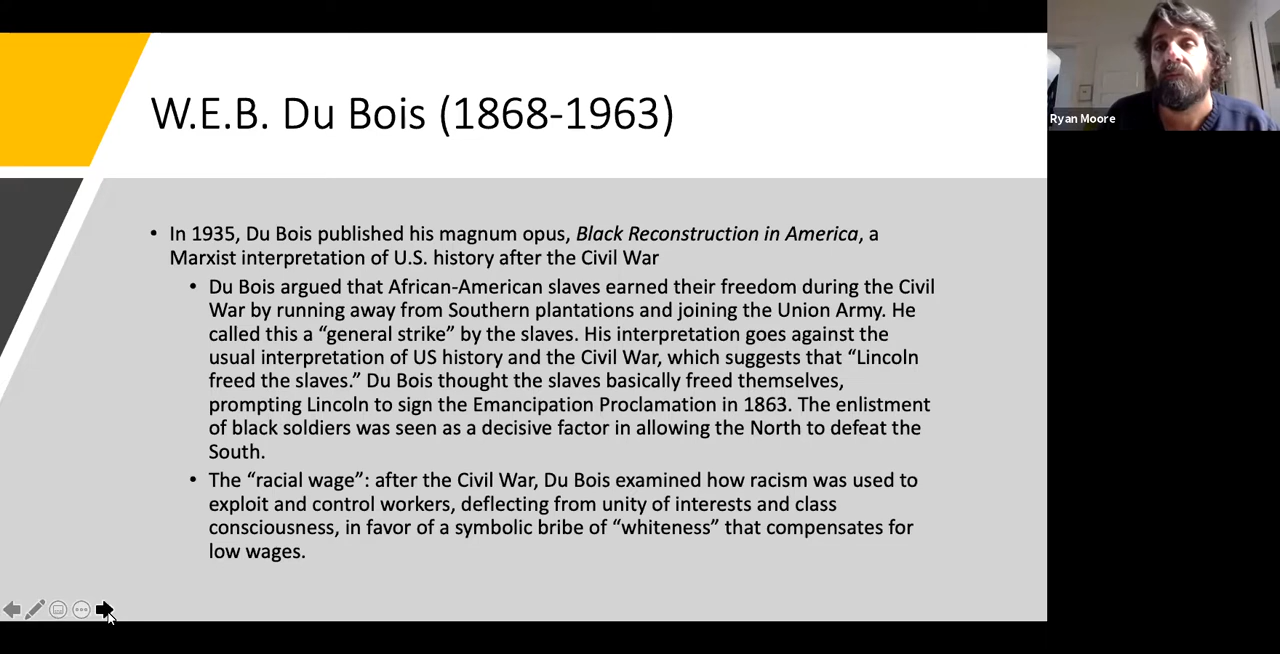 W.E.B. Du Bois (1868-1963)
Ryan Moore
• In 1935, Du Bois published his magnum opus, Black Reconstruction in America, a
Marxist interpretation of U.S. history after the Civil War
• Du Bois argued that African-American slaves earned their freedom during the Civil
War by running away from Southern plantations and joining the Union Army. He
called this a “general strike” by the slaves. His interpretation goes against the
usual interpretation of US history and the Civil War, which suggests that “Lincoln
freed the slaves.” Du Bois thought the slaves basically freed themselves,
prompting Lincoln to sign the Emancipation Proclamation in 1863. The enlistment
of black soldiers was seen as a decisive factor in allowing the North to defeat the
South.
• The “racial wage”: after the Civil War, Du Bois examined how racism was used to
exploit and control workers, deflecting from unity of interests and class
consciousness, in favor of a symbolic bribe of “whiteness” that compensates for
low wages.